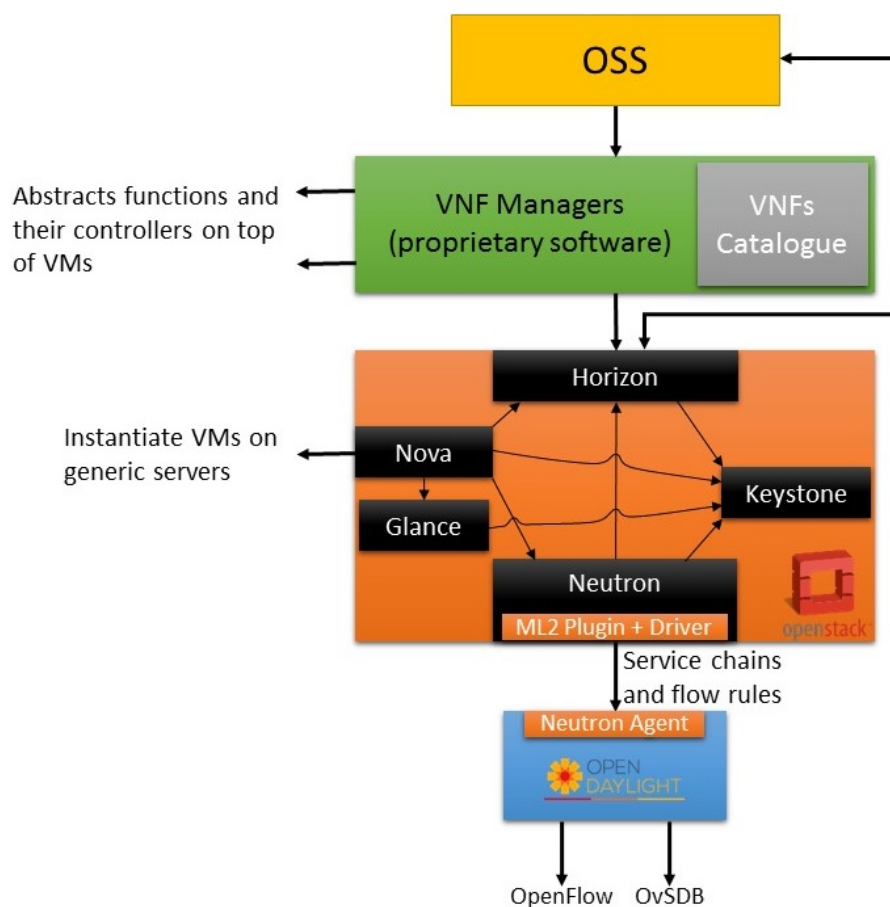 OSS
Abstracts functions and
their controllers on top
of VMs
VNF Managers
(proprietary software)
VNFs
Catalogue
Horizon
Instantiate VMs on
generic servers
Nova
Glance
Keystone
Neutron
ML2 Plugin + Driver
openstack
Service chains
and flow rules
Neutron Agent
OPEN
DAYLIGHT
OpenFlow
OvSDB